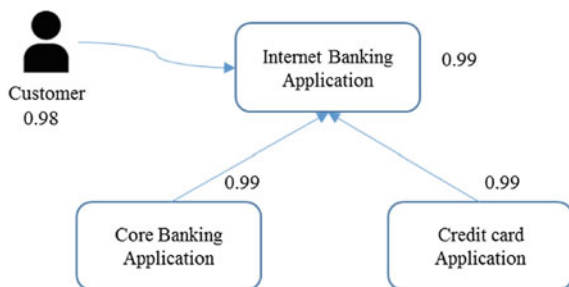 Internet Banking
Application
0.99
Customer
0.98
0.99
0.99
Core Banking
Application
Credit card
Application